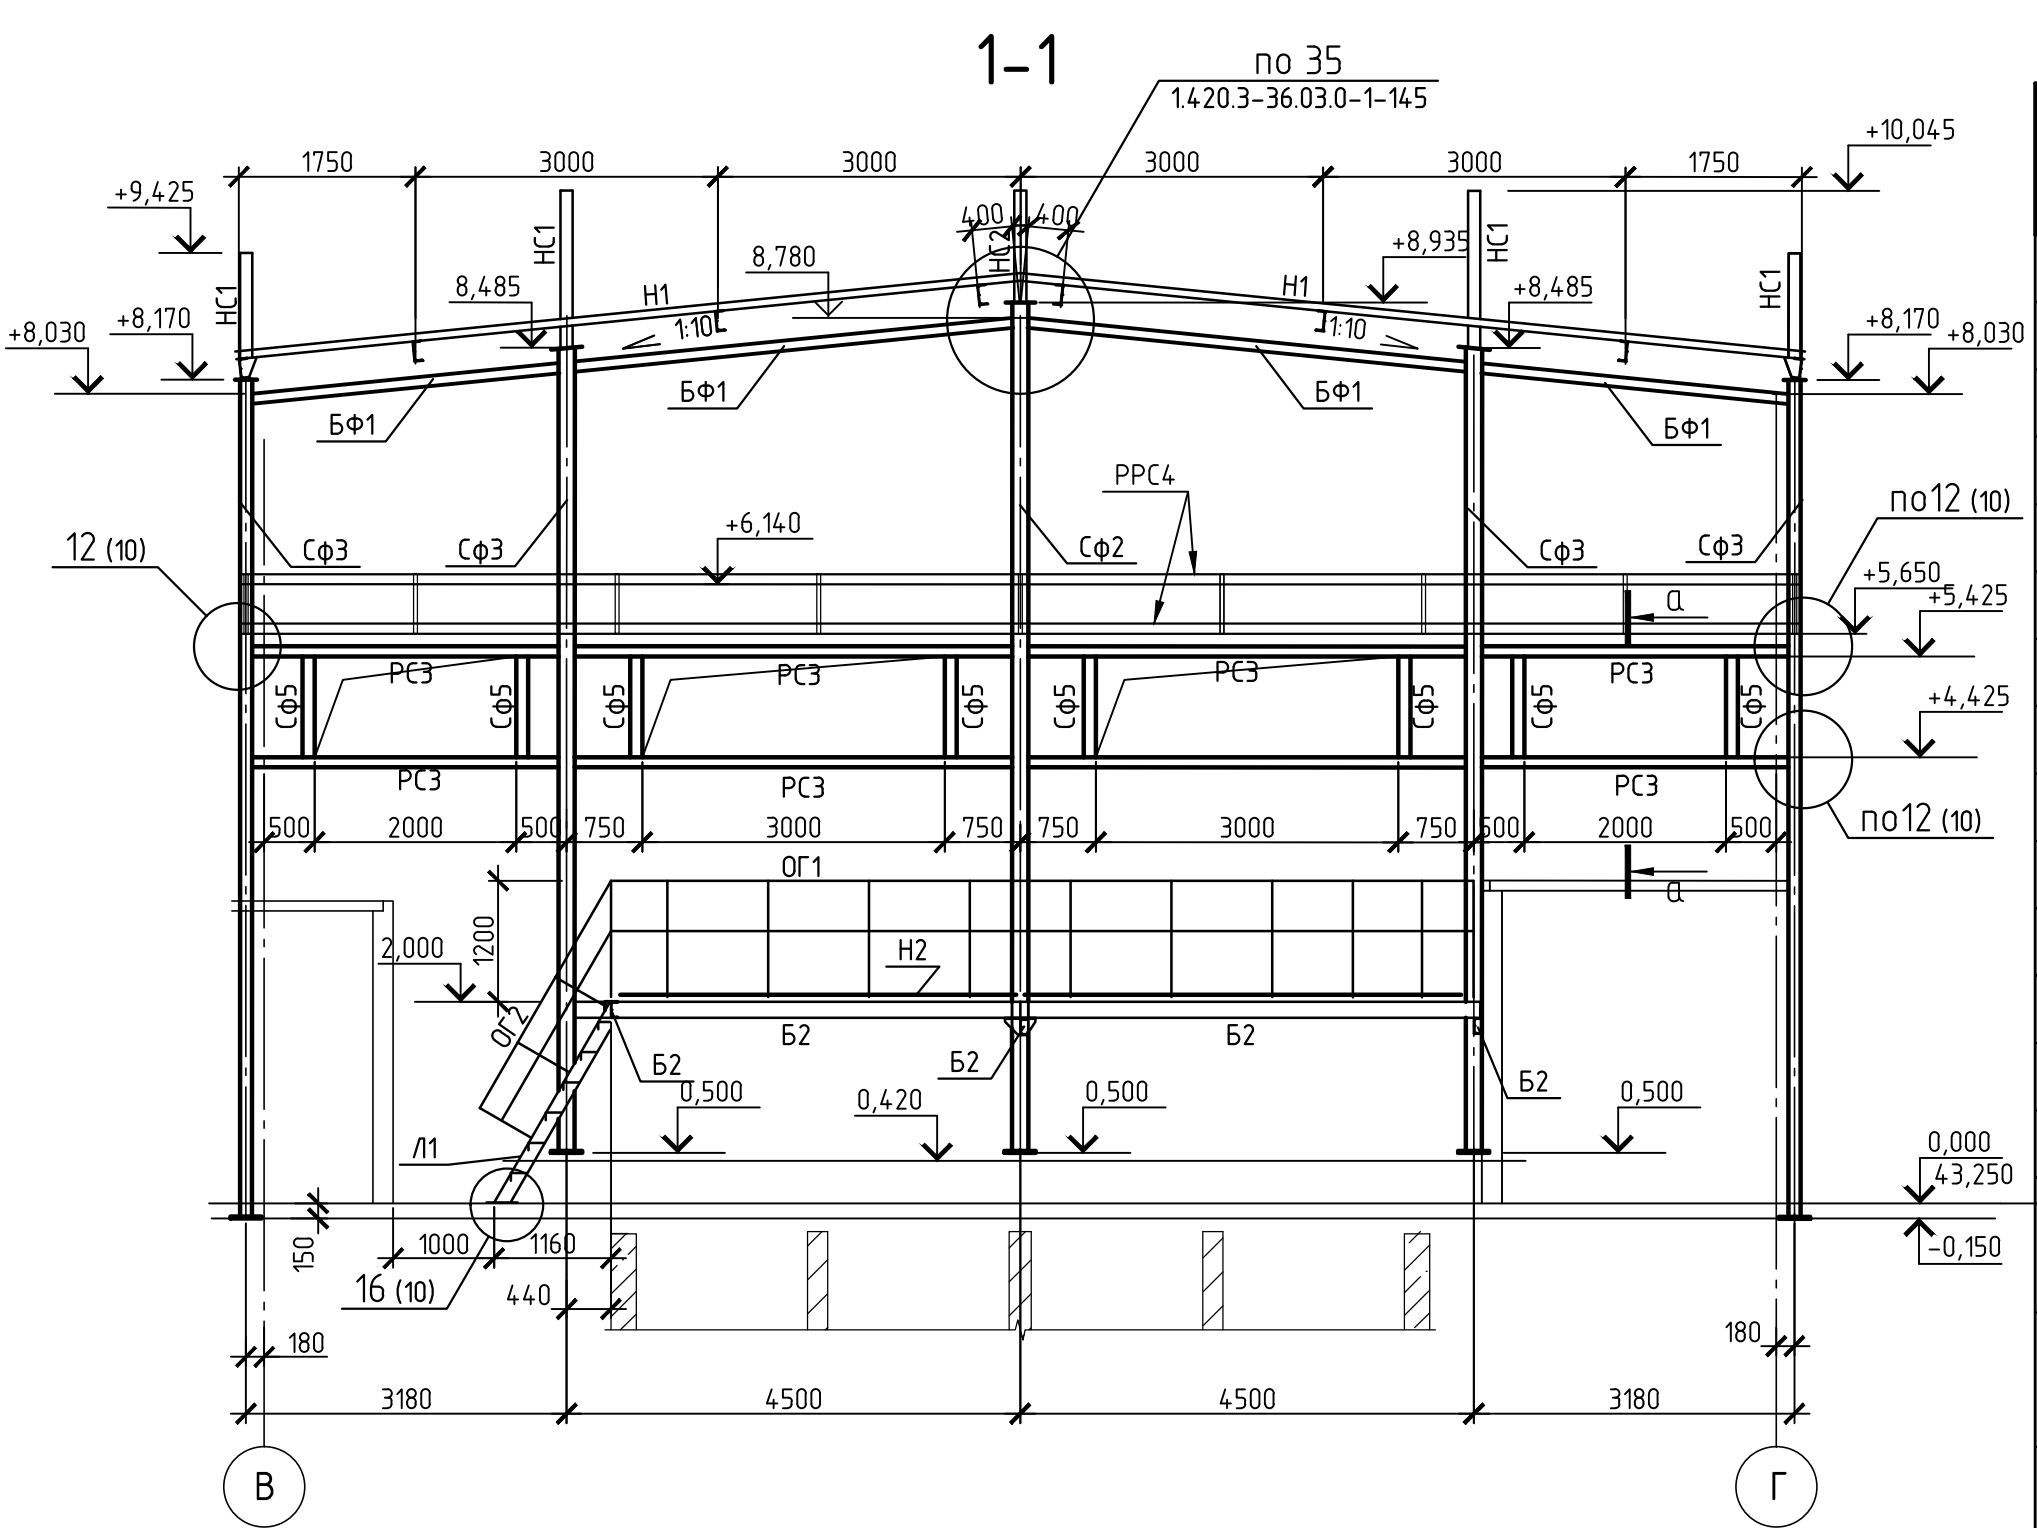 1-1
по 35
1.420.3-36.03.0-1-145
+10,045
1750
3000
3000
3000
3000
1750
+9,425
400
400
НС1
НС2
+8,935
НС1
8,780
НС1
8,485
Н1
Н1
+8,485
НС1
+8,030
+8,170
1:10
1:10
+8,170
+8,030
БФ1
БФ1
БФ1
БФ1
РРС4
по12 (10)
+6,140
12 (10)
Сф3
Сф3
Сф2
Сф3
Сф3
+5,650
а
+5,425
РС3
РС3
РС3
РС3
Сф5
Сф5
Сф5
Сф5
Сф5
Сф5
Сф5
Сф5
+4,425
РС3
РС3
РС3
500
2000
500
750
3000
750
750
3000
750
500
2000
500
по12 (10)
ОГ1
а
1200
2,000
Н2
ОГ2
Б2
Б2
Б2
Б2
Б2
0,500
0,420
0,500
0,500
Л1
0,000
43,250
150
1000
1160
-0,150
16 (10)
440
180
180
3180
4500
4500
3180
В
Г